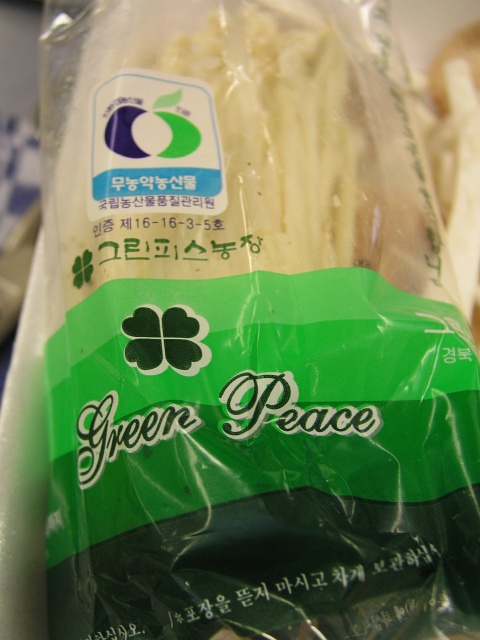 무농약농산물
국립농산물품질관리원
인증 제16-16-3-5호
그린피스농장
Green Peace
경북
포장을 뜯지 마시고 차게 보관하십